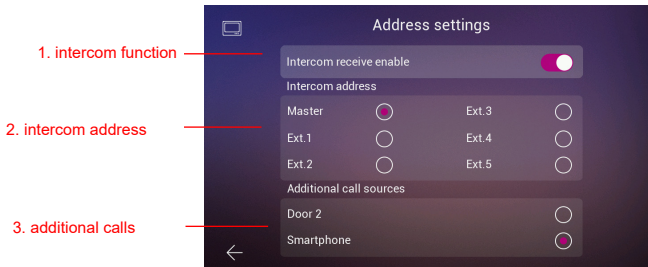 Address settings
1. intercom function
Intercom receive enable
Intercom address
2. intercom address
Master Ext.3
Ext.1 Ext.4
Ext.2 Ext.5
Additional call sources
3. additional calls
Door 2
Smartphone